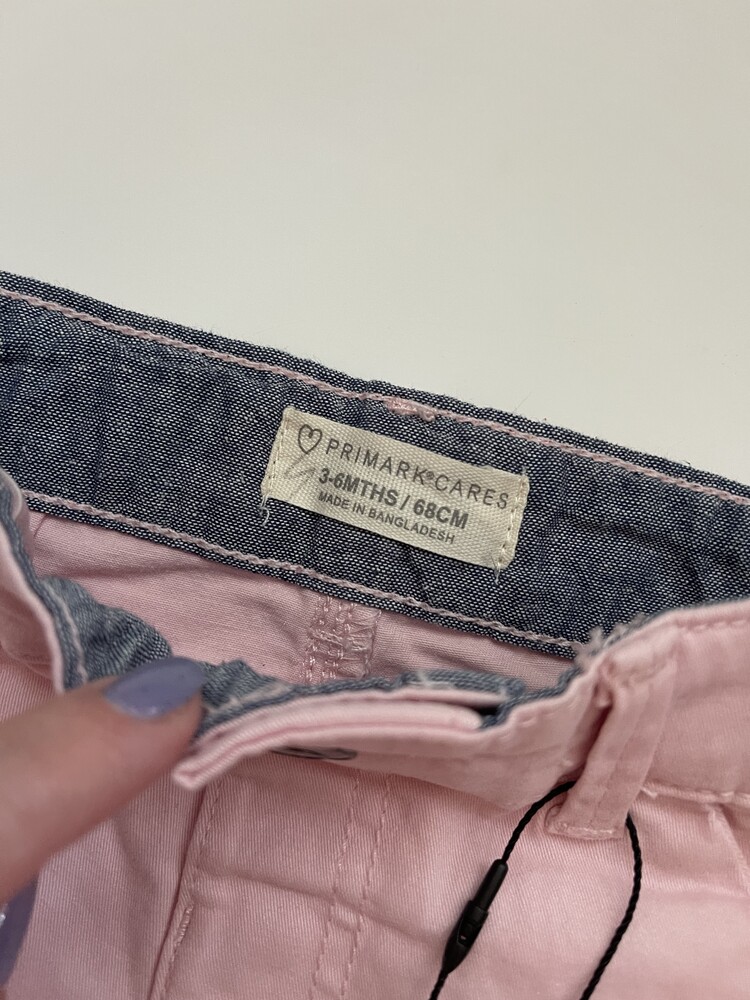 PRIMARK®CARES
3-6MTHS / 68CM
MADE IN BANGLADESH